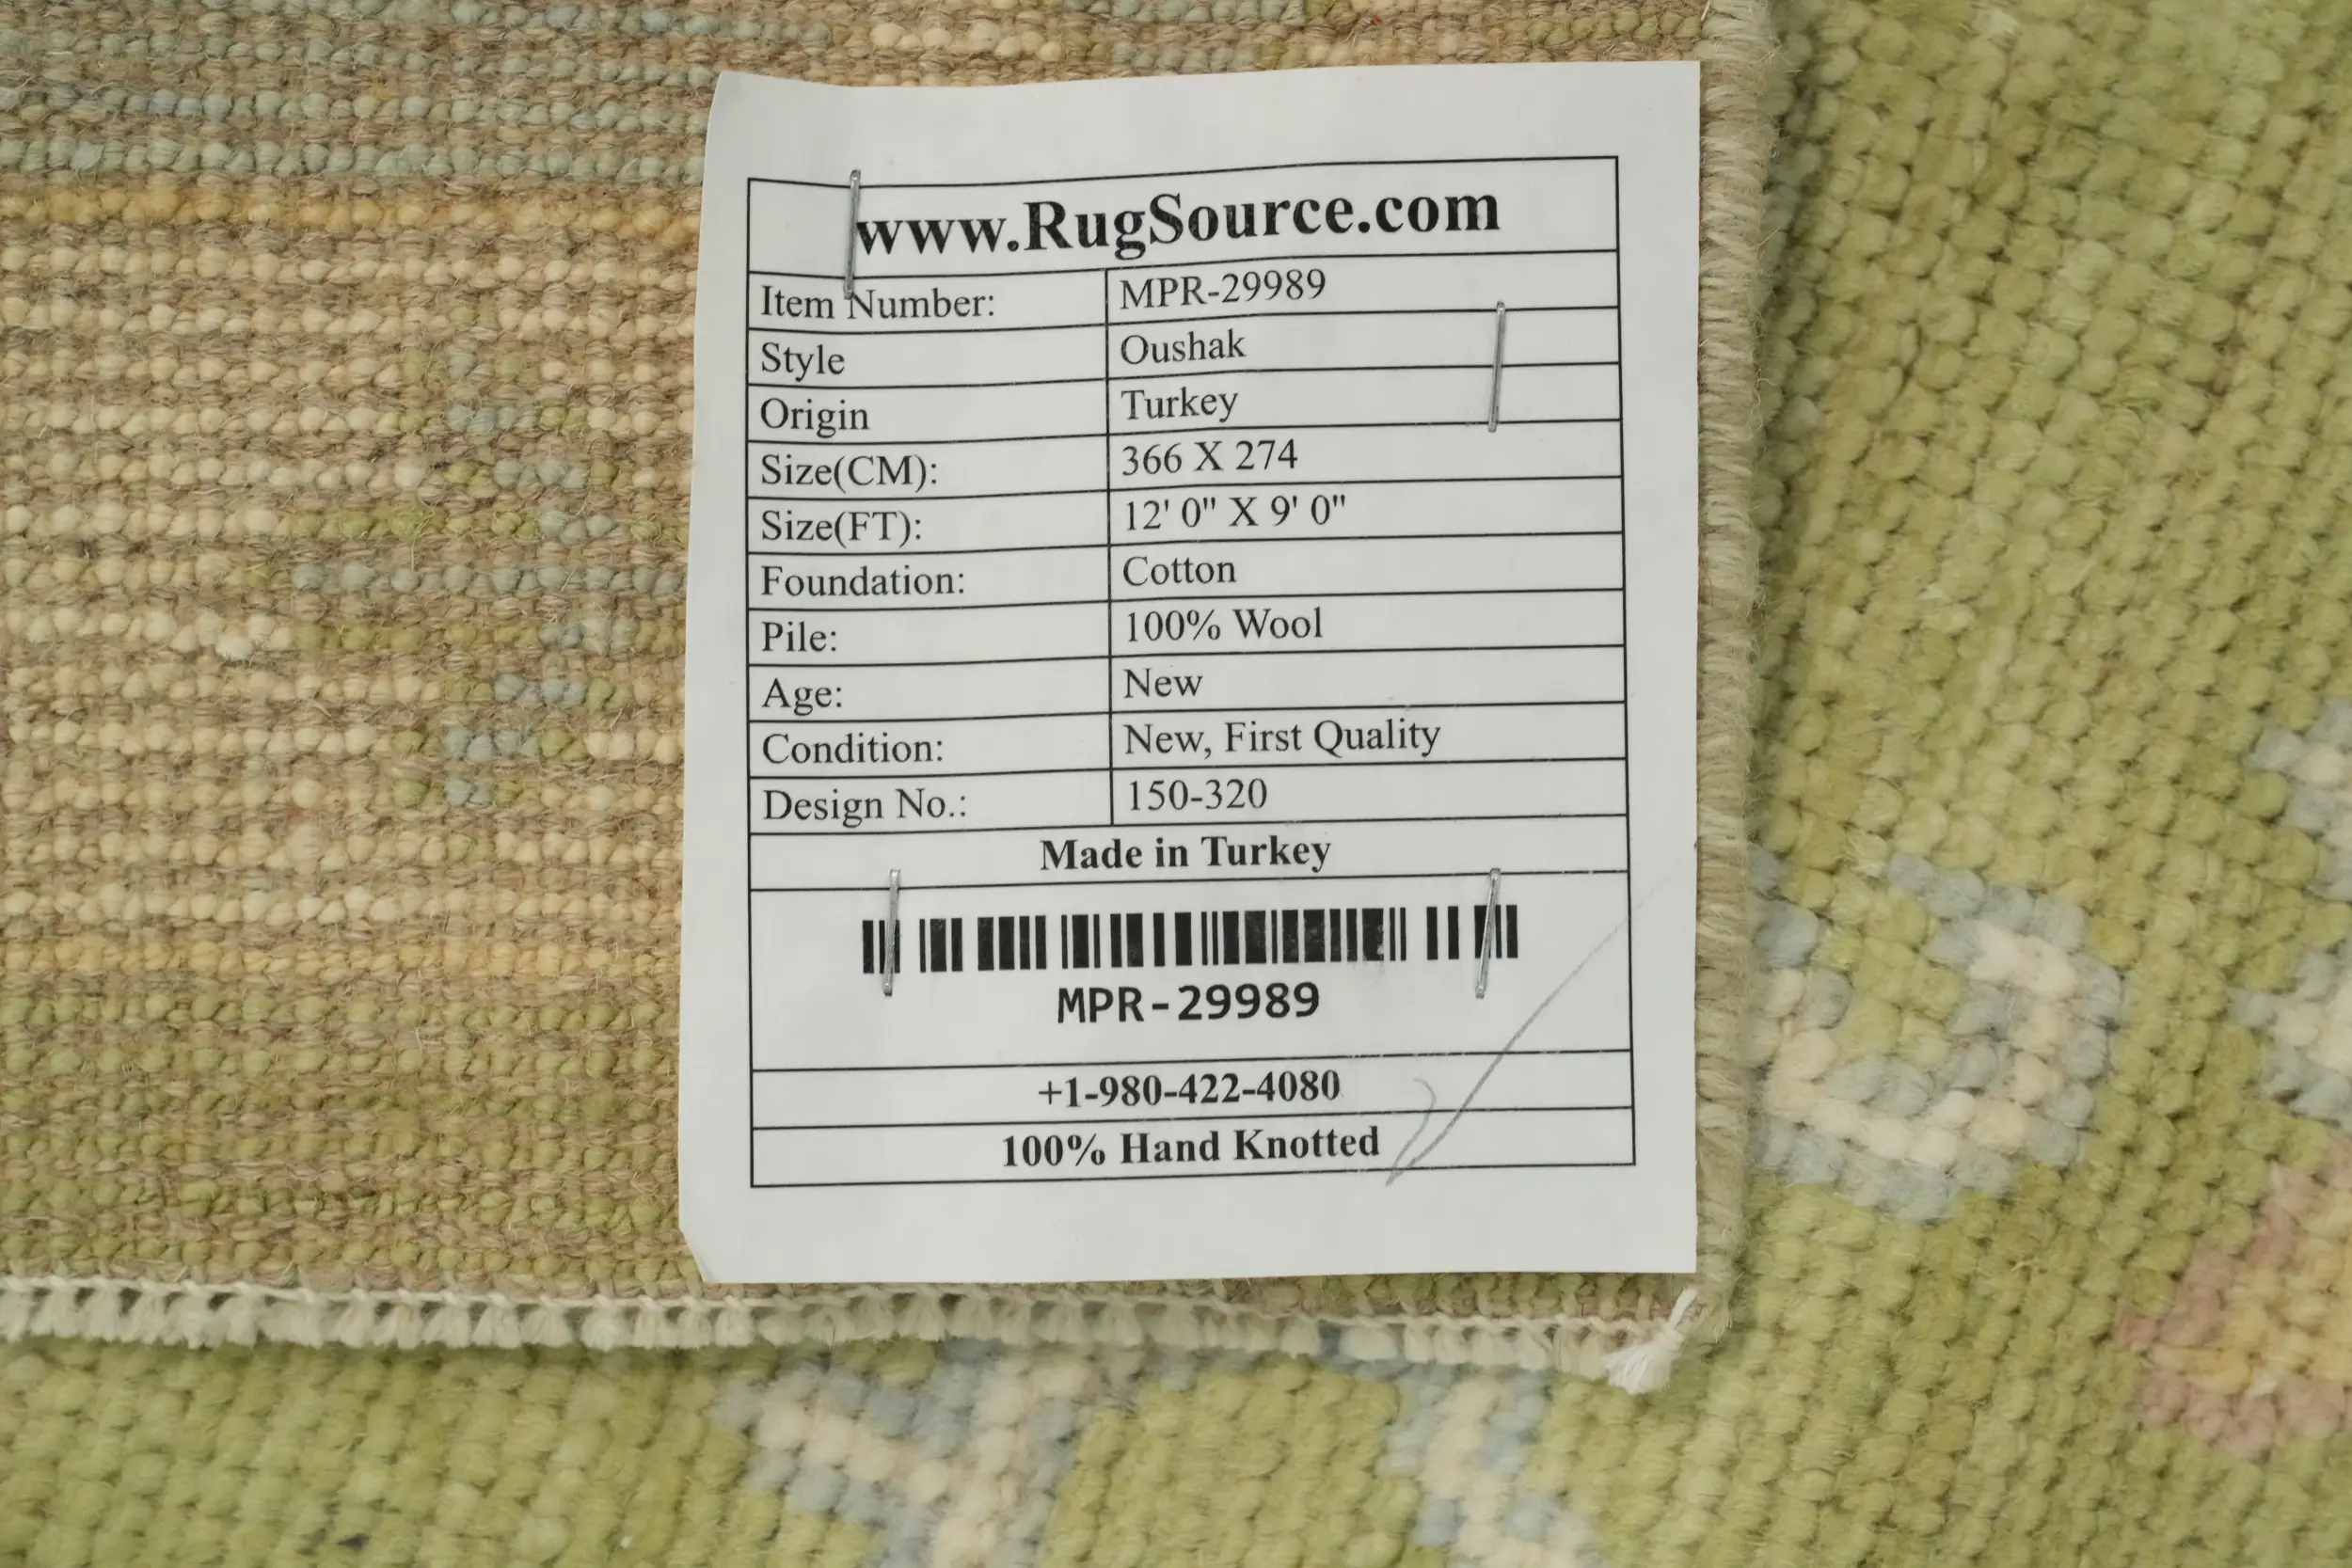 www.RugSource.com
Item Number: MPR-29989
Style Oushak
Origin Turkey
Size(CM): 366 X 274
Size(FT): 12' 0" X 9' 0"
Foundation: Cotton
Pile: 100% Wool
Age: New
Condition: New, First Quality
Design No.: 150-320
Made in Turkey
MPR-29989
+1-980-422-4080
100% Hand Knotted